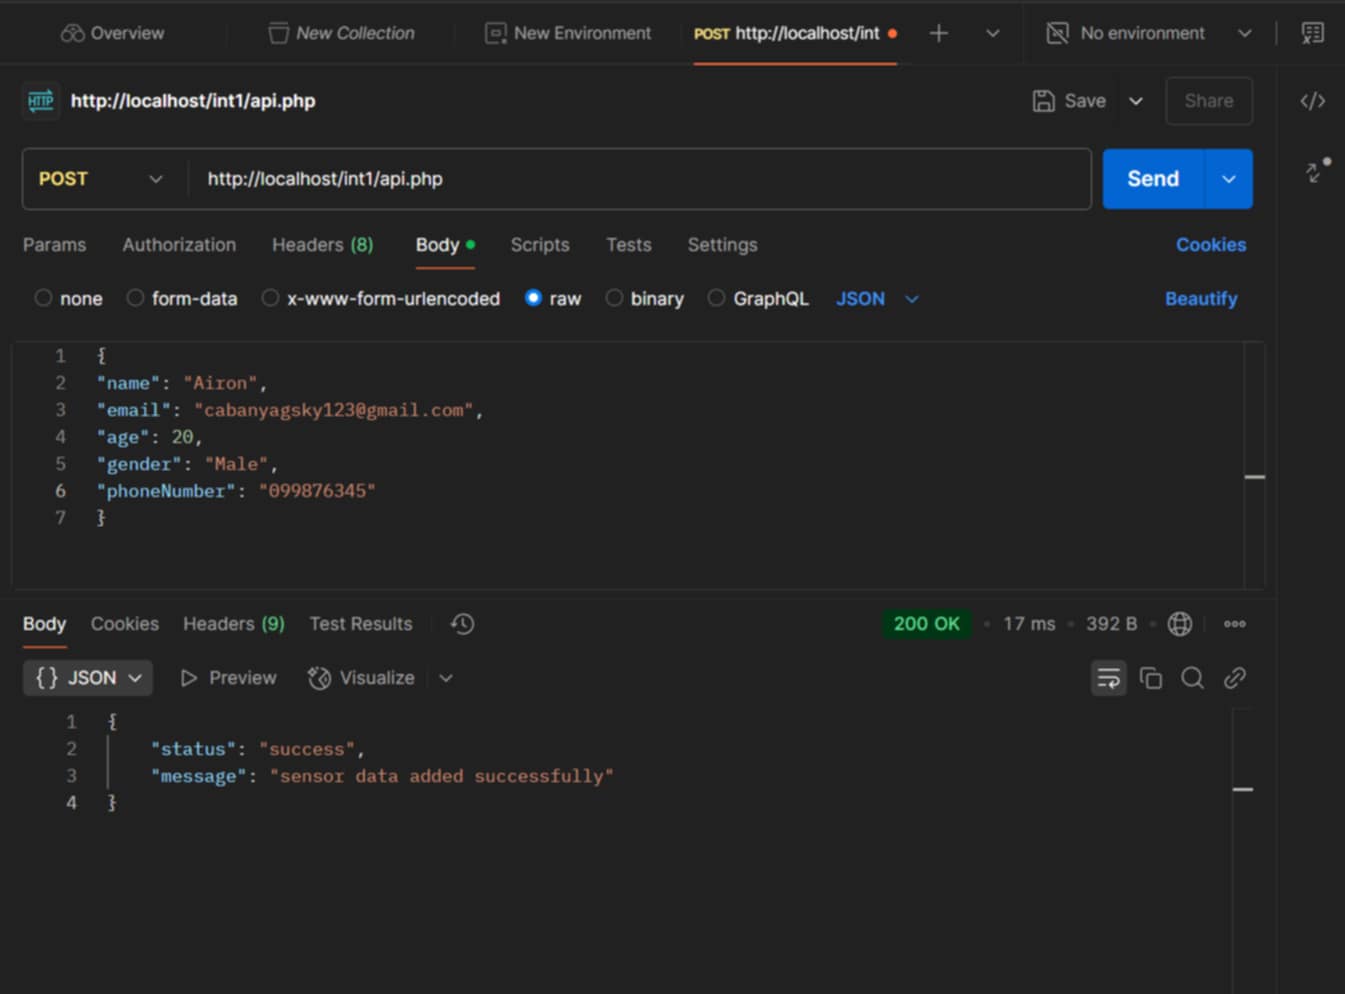 Overview New Collection New Environment POST http://localhost/int No environment
HTTP http://localhost/int1/api.php Save Share
POST http://localhost/int1/api.php Send
Params Authorization Headers (8) Body Scripts Tests Settings Cookies
none form-data x-www-form-urlencoded raw binary GraphQL JSON Beautify
1 {
2 "name": "Airon",
3 "email": "cabanyagsky123@gmail.com",
4 "age": 20,
5 "gender": "Male",
6 "phoneNumber": "099876345"
7 }
Body Cookies Headers (9) Test Results 200 OK • 17 ms • 392 B •
{} JSON Preview Visualize
1 {
2 "status": "success",
3 "message": "sensor data added successfully"
4 }